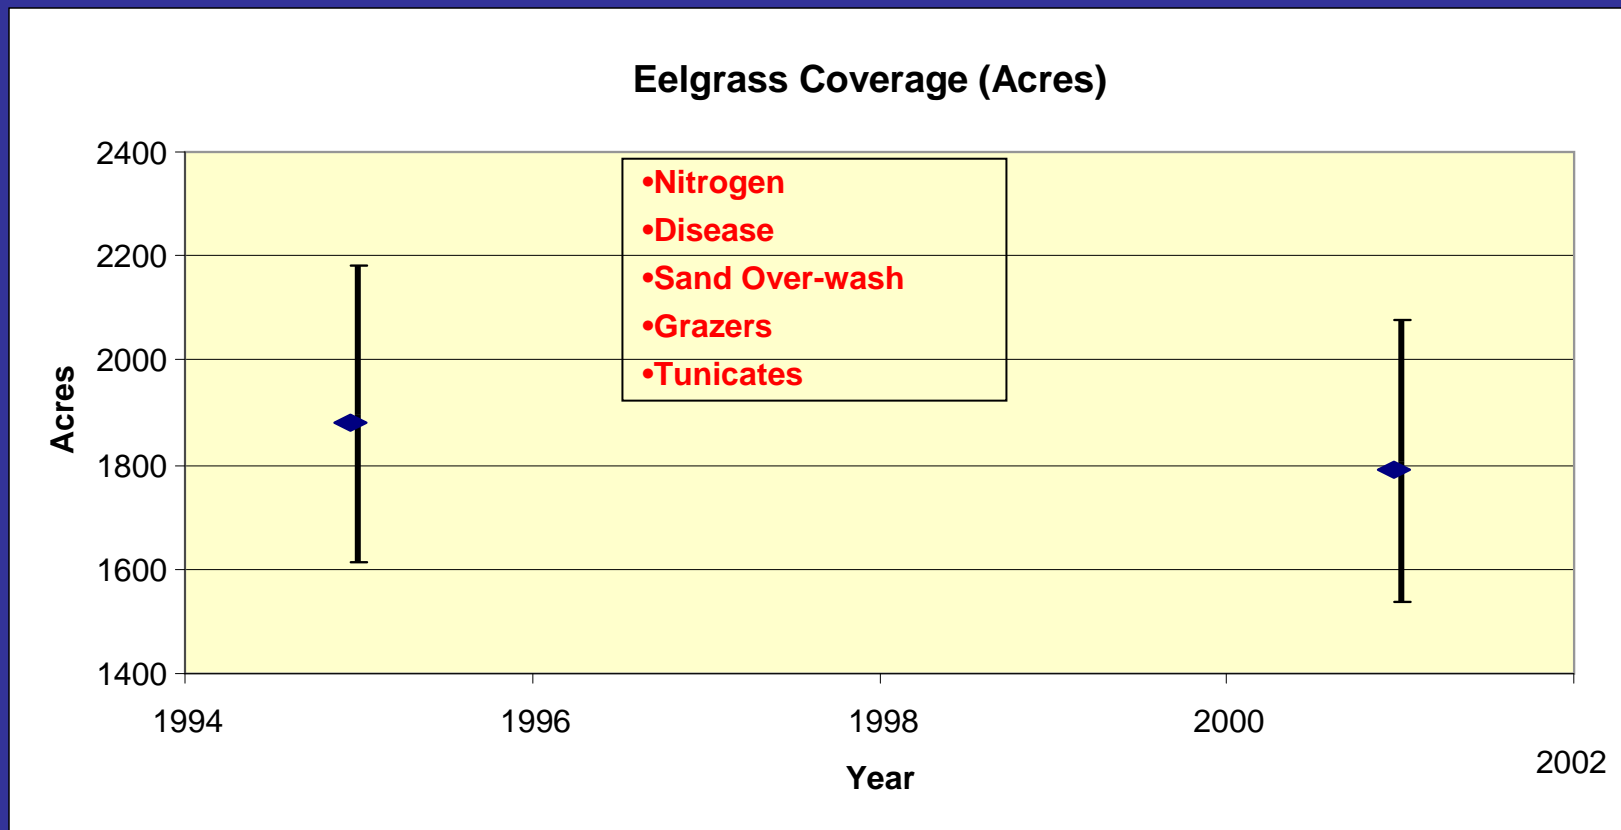 Eelgrass Coverage (Acres)
2400
2200
2000
1800
1600
1400
Acres
•Nitrogen
•Disease
•Sand Over-wash
•Grazers
•Tunicates
1994
1996
1998
2000
2002
Year